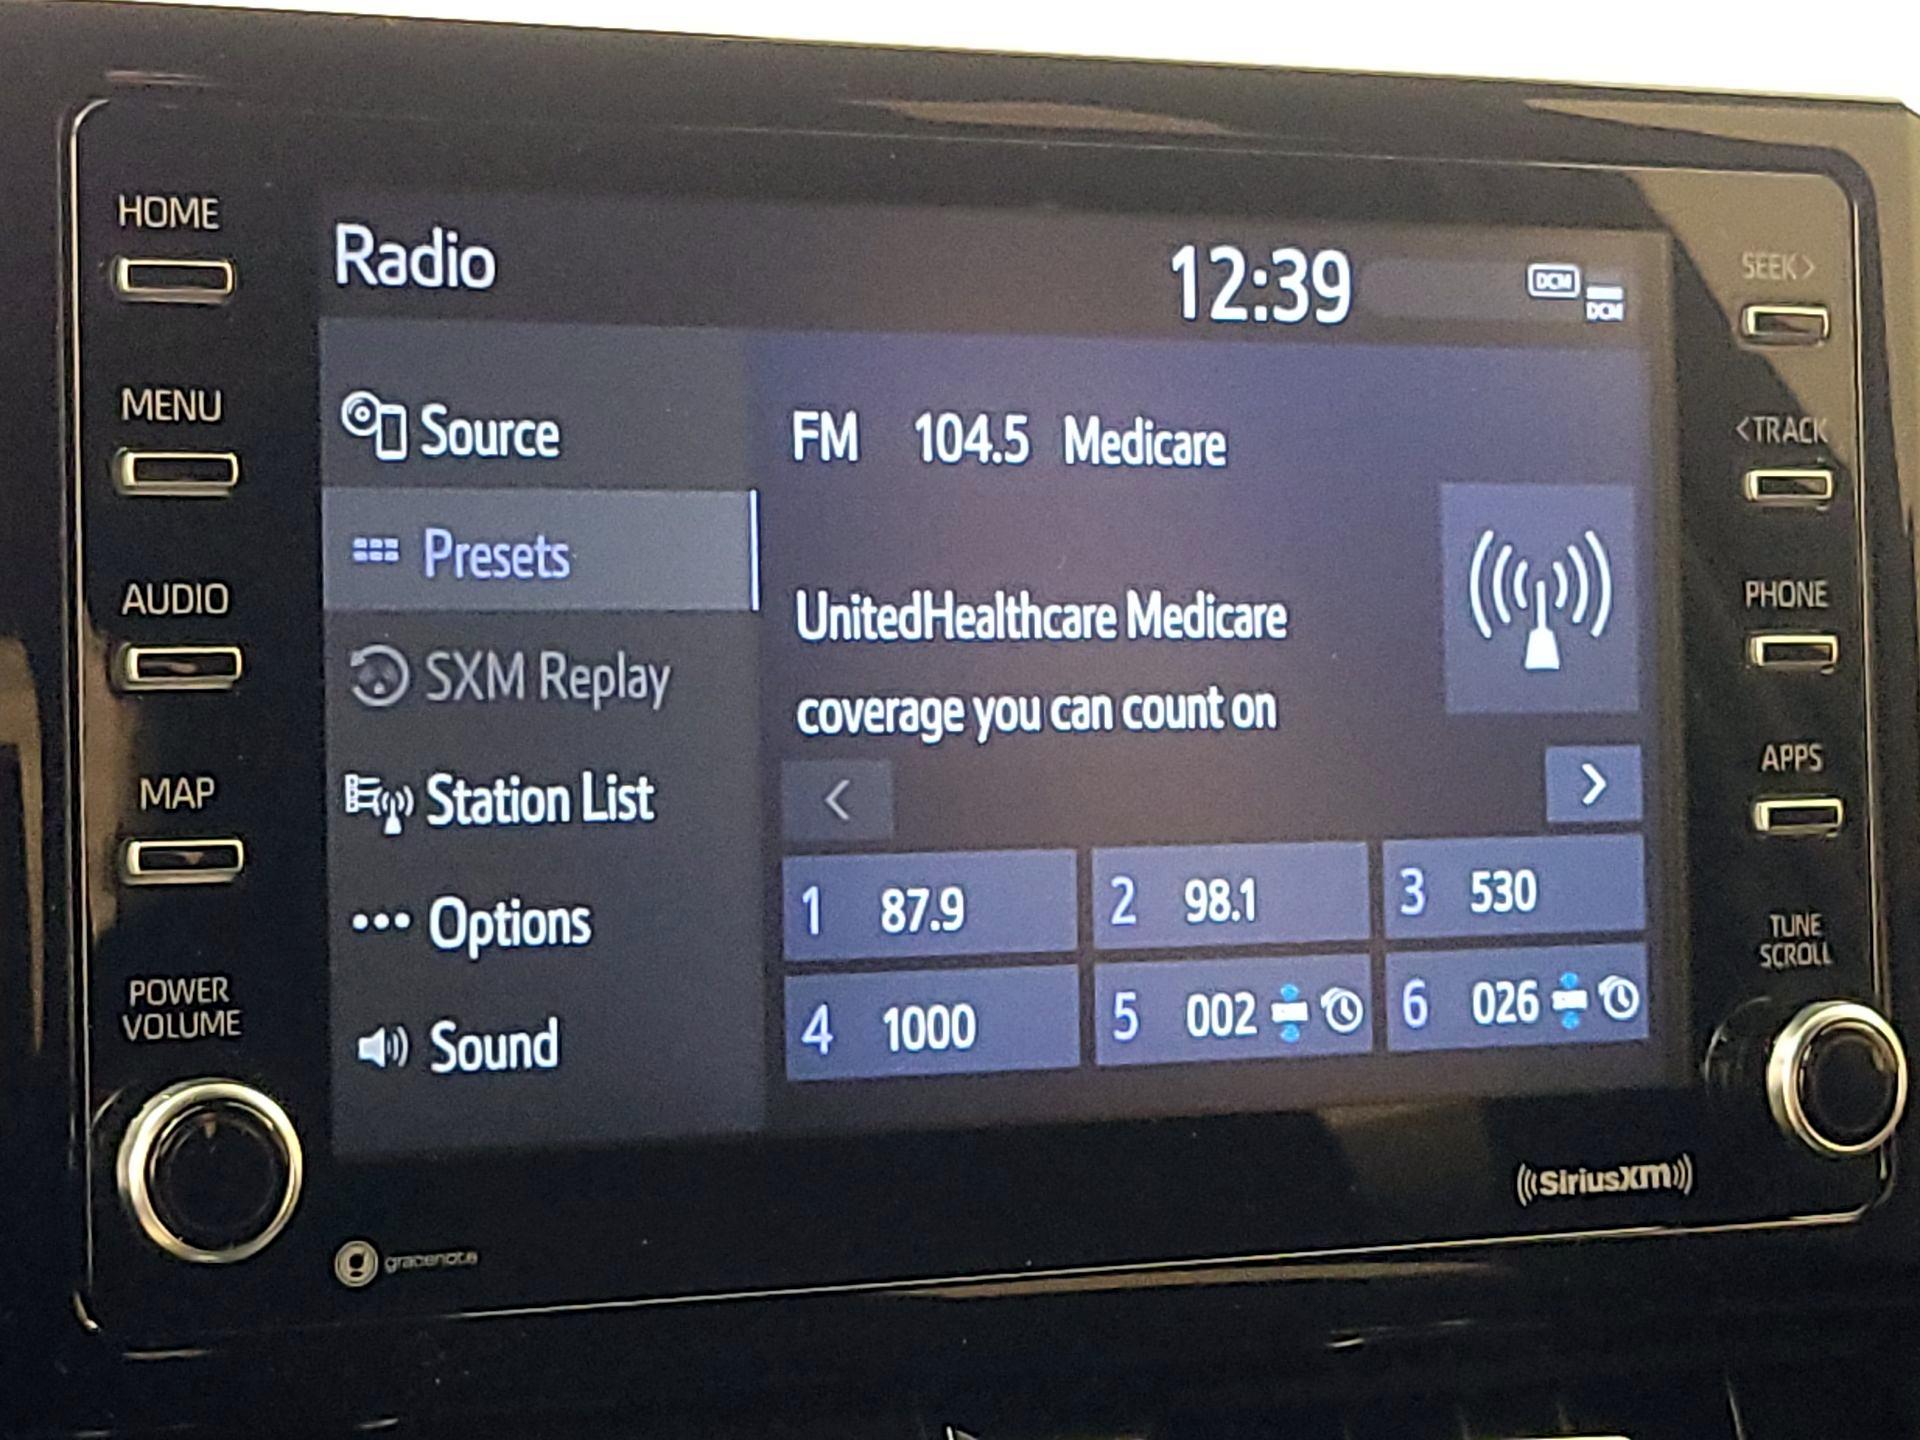 HOME
Radio
12:39
DCM
DCM
SEEK>
MENU
Source
FM 104.5 Medicare
<TRACK
Presets
AUDIO
UnitedHealthcare Medicare
PHONE
SXM Replay
coverage you can count on
MAP
Station List
<
>
APPS
1 87.9
2 98.1
3 530
Options
TUNE
SCROLL
POWER
VOLUME
4 1000
5 002
6 026
Sound
((SiriusXM))
gracenote